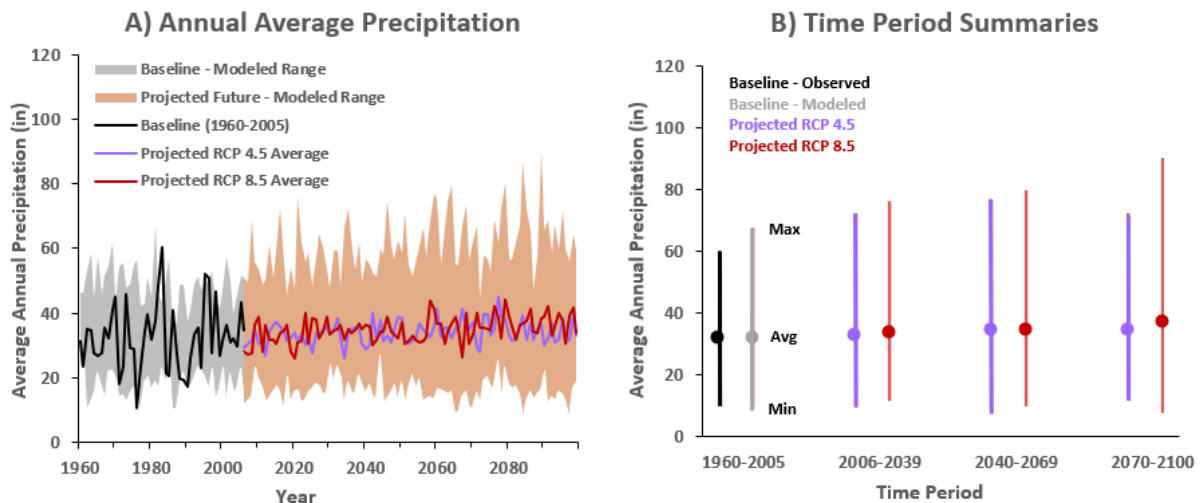 A) Annual Average Precipitation
Average Annual Precipitation (in)
120
100
80
60
40
20
0
Baseline - Modeled Range
Projected Future - Modeled Range
Baseline (1960-2005)
Projected RCP 4.5 Average
Projected RCP 8.5 Average
1960 1980 2000 2020 2040 2060 2080
Year
B) Time Period Summaries
Average Annual Precipitation (in)
120
100
80
60
40
20
0
Baseline - Observed
Baseline - Modeled
Projected RCP 4.5
Projected RCP 8.5
Max
Avg
Min
1960-2005 2006-2039 2040-2069 2070-2100
Time Period